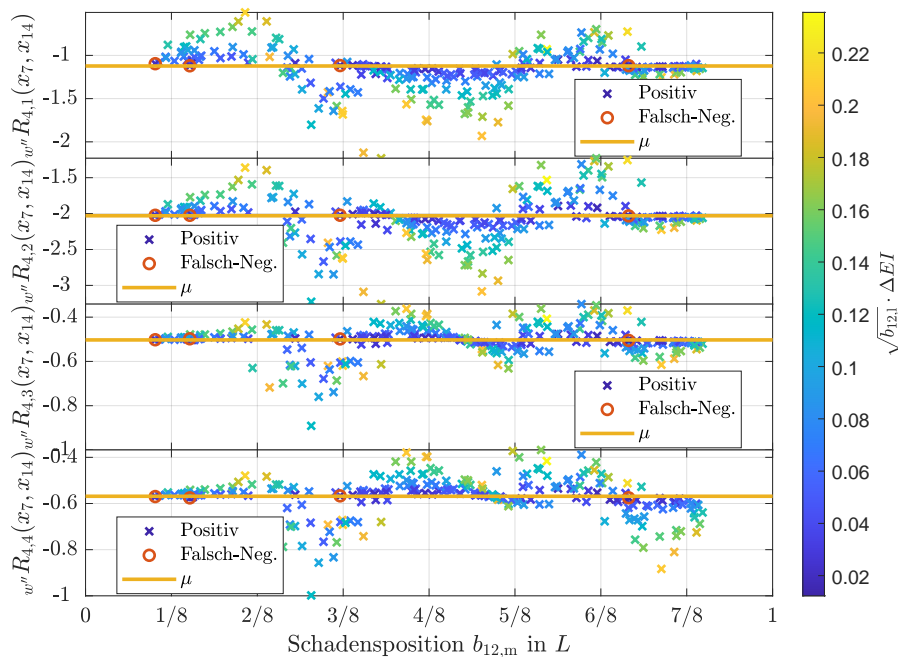 -1
-1.5
-2
w″R4,1(x7, x14)
Positiv
Falsch-Neg.
μ
-1.5
-2
-2.5
-3
w″R4,2(x7, x14)
Positiv
Falsch-Neg.
μ
-0.4
-0.6
-0.8
-1
w″R4,3(x7, x14)
Positiv
Falsch-Neg.
μ
-0.4
-0.6
-0.8
-1
w″R4,4(x7, x14)
Positiv
Falsch-Neg.
μ
0 1/8 2/8 3/8 4/8 5/8 6/8 7/8 1
Schadensposition b12,m in L
0.22
0.2
0.18
0.16
0.14
0.12
0.1
0.08
0.06
0.04
0.02
√b12,l · ΔEI